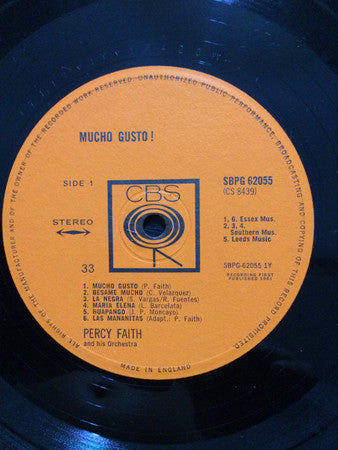 ALL RIGHTS OF THE MANUFACTURER AND OF THE OWNER OF THE RECORDED WORK RESERVED. UNAUTHORIZED PUBLIC PERFORMANCE, BROADCASTING AND COPYING OF THIS RECORD PROHIBITED.
MUCHO GUSTO!
SIDE 1
CBS
SBPG 62055
(CS 8439)
STEREO
1, 6. Essex Mus.
2, 3, 4.
Southern Mus.
5. Leeds Music
33
SBPG-62055 1Y
RECORDING FIRST
PUBLISHED 1961
1. MUCHO GUSTO (P. Faith)
2. BESAME MUCHO (C. Velazquez)
3. LA NEGRA (S. Vargas/R. Fuentes)
4. MARIA ELENA (L. Barcelata)
5. HUAPANGO (J. P. Moncayo)
6. LAS MANANITAS (Adapt.: P. Faith)
PERCY FAITH
and his Orchestra
MADE IN ENGLAND